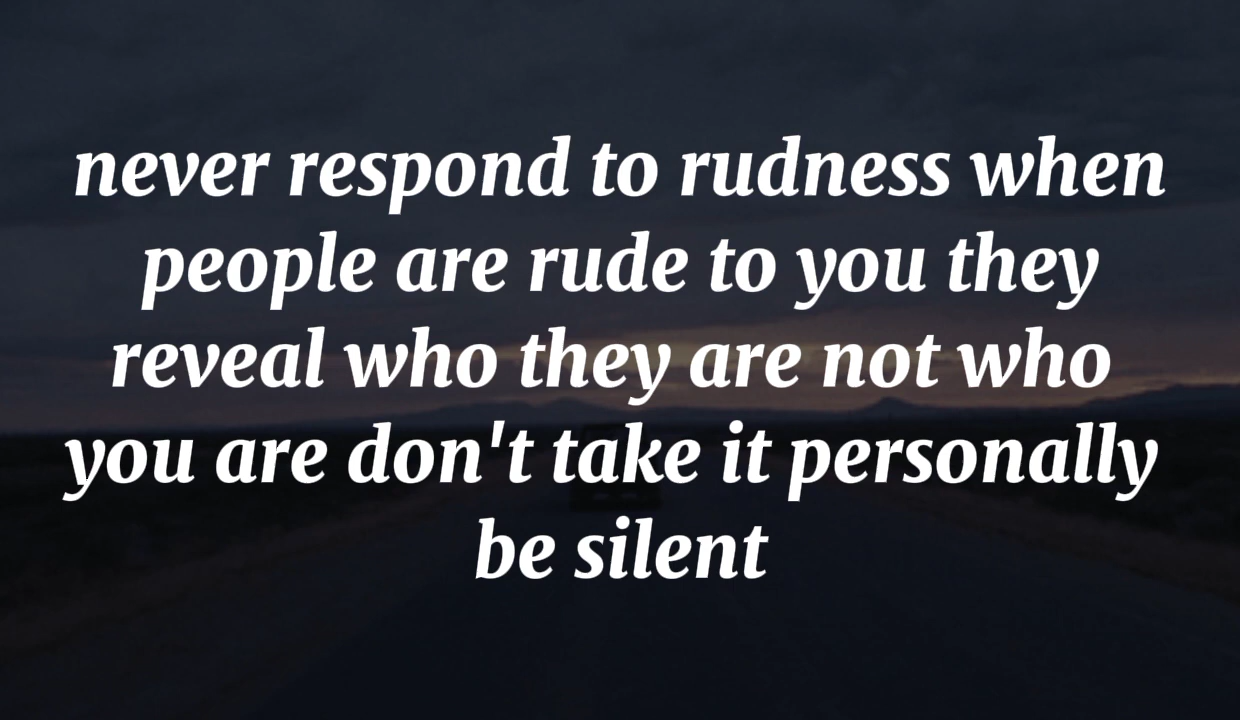 never respond to rudness when
people are rude to you they
reveal who they are not who
you are don't take it personally
be silent